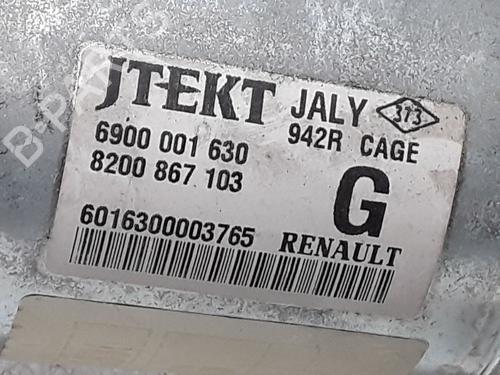 JTEKT JALY 373
6900 001 630 942R CAGE
8200 867 103 G
6016300003765 RENAULT
B-PARTS